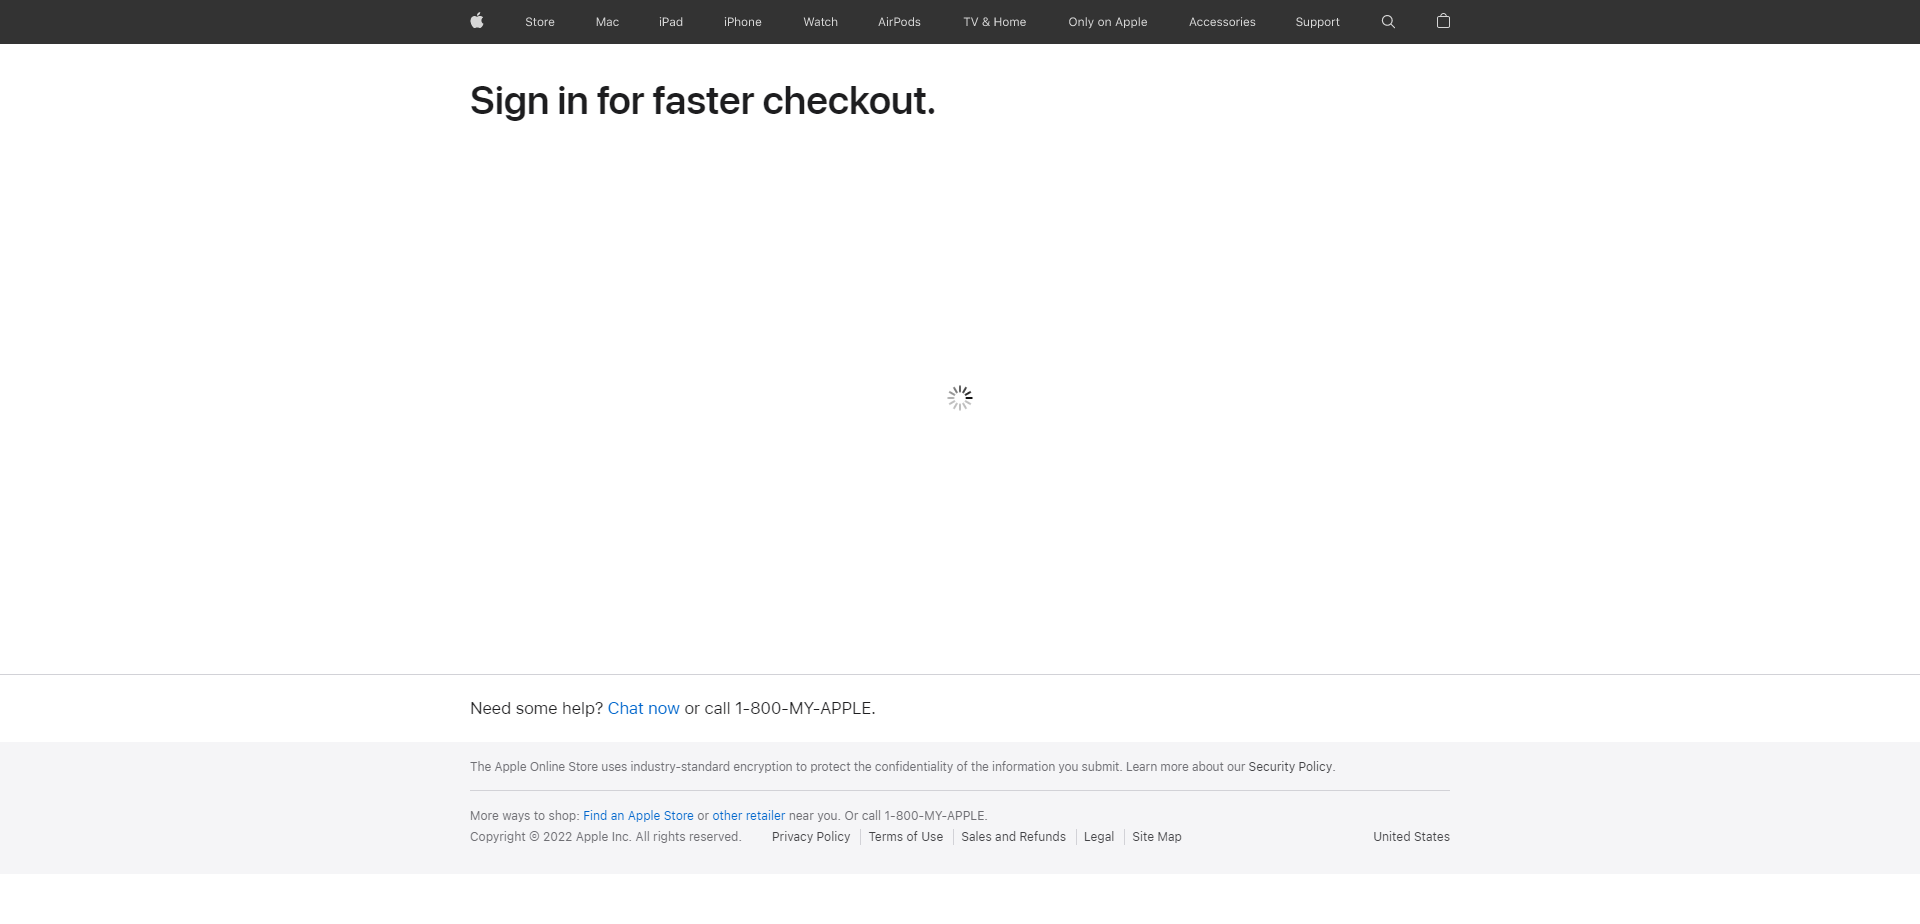 Store Mac iPad iPhone Watch AirPods TV & Home Only on Apple Accessories Support
Sign in for faster checkout.
Need some help? Chat now or call 1-800-MY-APPLE.
The Apple Online Store uses industry-standard encryption to protect the confidentiality of the information you submit. Learn more about our Security Policy.
More ways to shop: Find an Apple Store or other retailer near you. Or call 1-800-MY-APPLE.
Copyright © 2022 Apple Inc. All rights reserved. Privacy Policy Terms of Use Sales and Refunds Legal Site Map United States